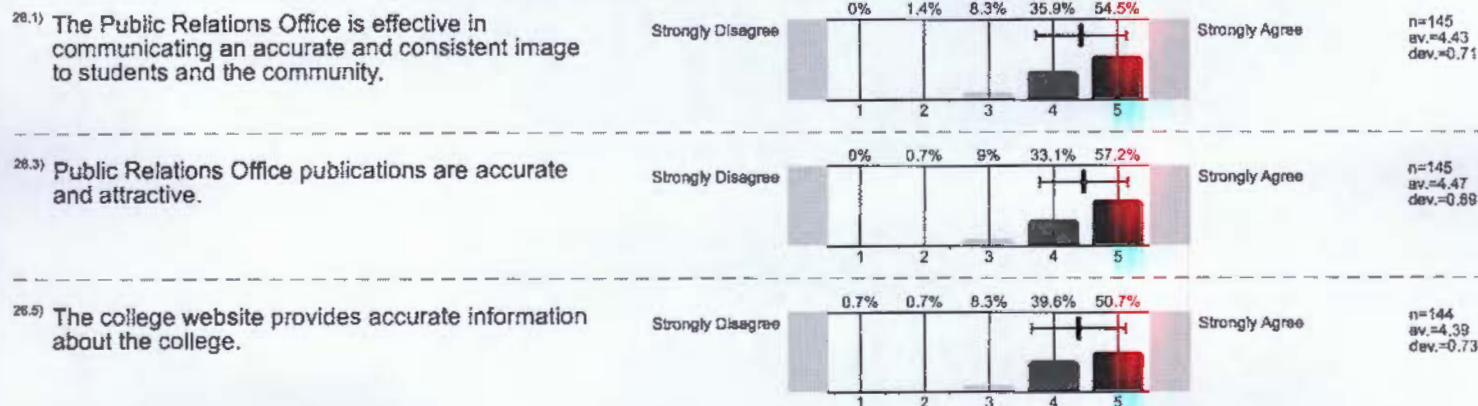 26.1) The Public Relations Office is effective in
communicating an accurate and consistent image
to students and the community.
Strongly Disagree
0% 1.4% 8.3% 35.9% 54.5%
1 2 3 4 5
Strongly Agree
n=145
av.=4.43
dev.=0.71
26.3) Public Relations Office publications are accurate
and attractive.
Strongly Disagree
0% 0.7% 9% 33.1% 57.2%
1 2 3 4 5
Strongly Agree
n=145
av.=4.47
dev.=0.69
26.5) The college website provides accurate information
about the college.
Strongly Disagree
0.7% 0.7% 8.3% 39.6% 50.7%
1 2 3 4 5
Strongly Agree
n=144
av.=4.39
dev.=0.73